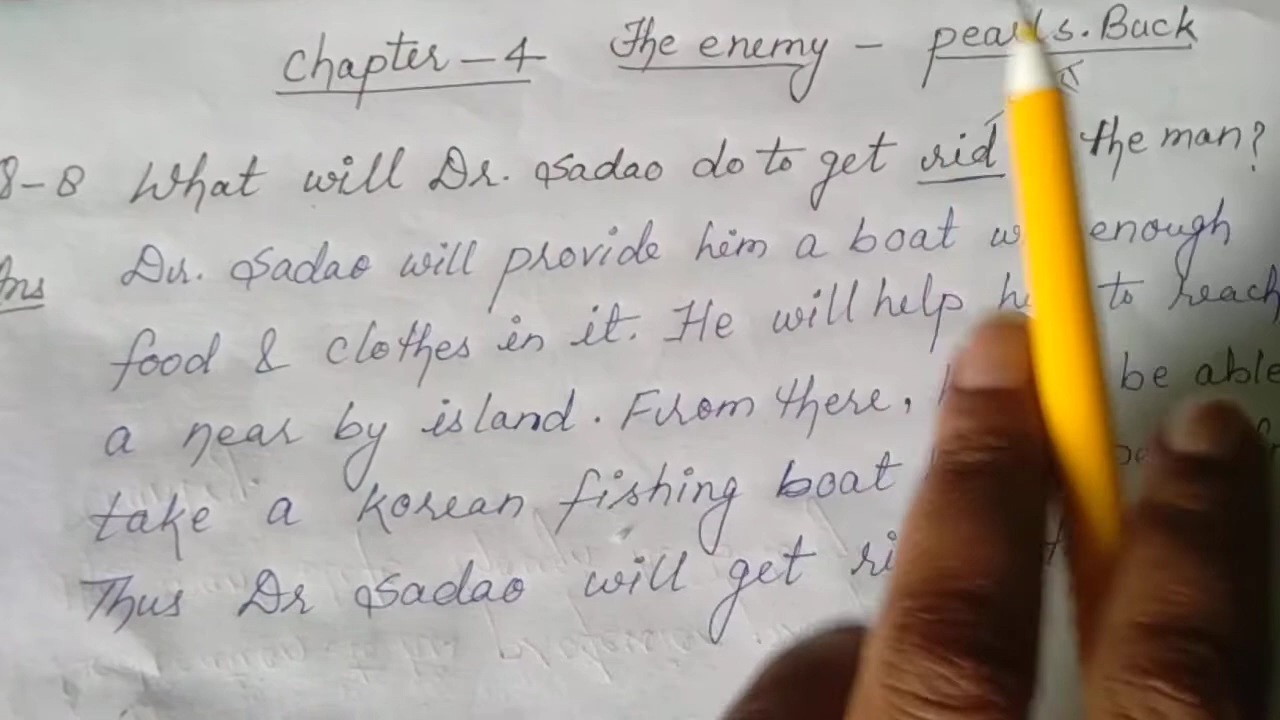 Chapter - 4 The enemy - pearl s. Buck
8-8 What will Dr. Sadao do to get rid the man?
Ans Dr. Sadao will provide him a boat enough
food & clothes in it. He will help to reach
a near by island. From there, be able
take a korean fishing boat
Thus Dr Sadao will get